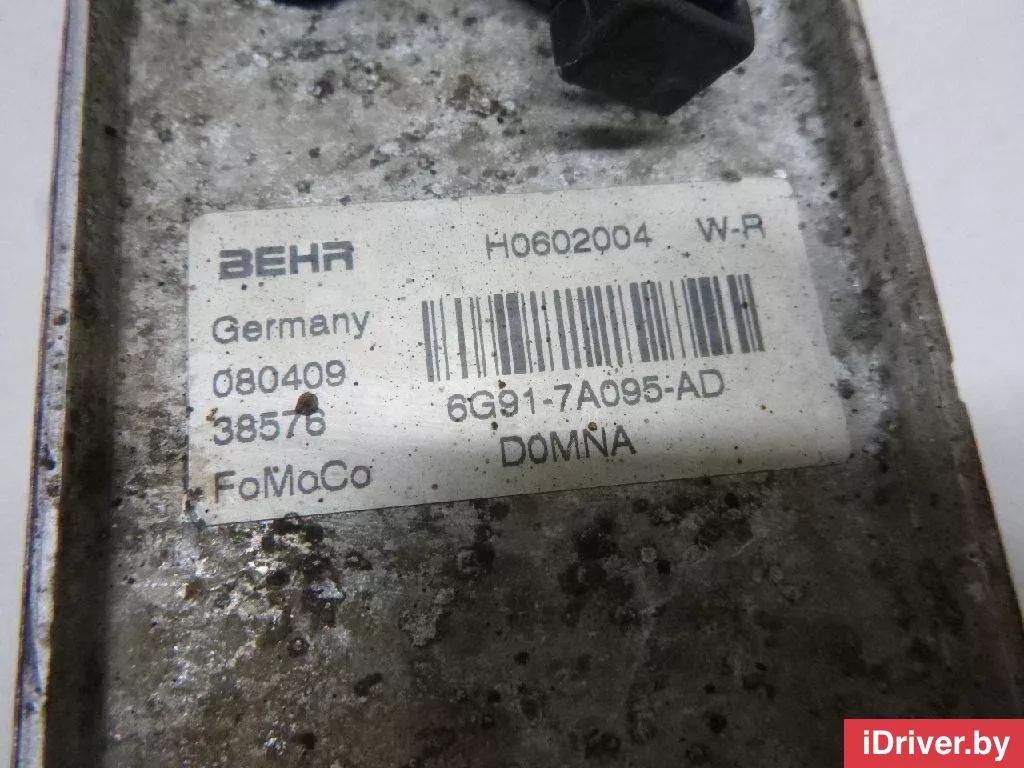 BEHR H0602004 W-R
Germany
080409
38576 6G91-7A095-AD
FoMoCo D0MNA
iDriver.by